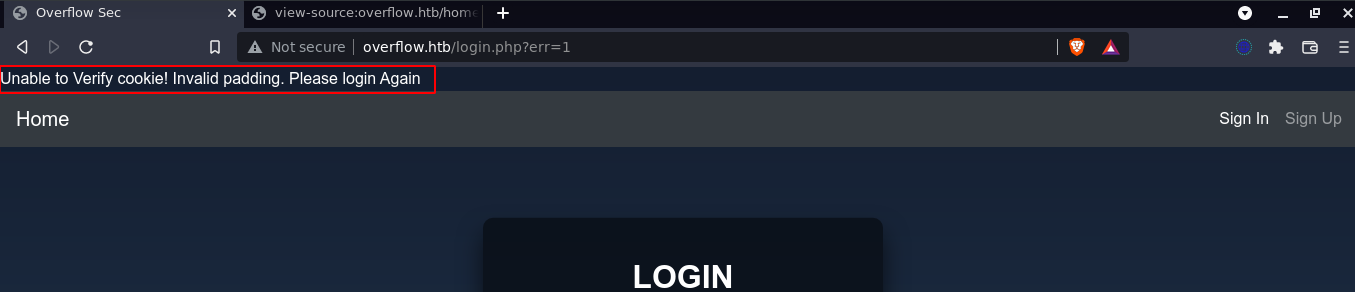 Overflow Sec
view-source:overflow.htb/home
Not secure
overflow.htb/login.php?err=1
Unable to Verify cookie! Invalid padding. Please login Again
Home
Sign In
Sign Up
LOGIN